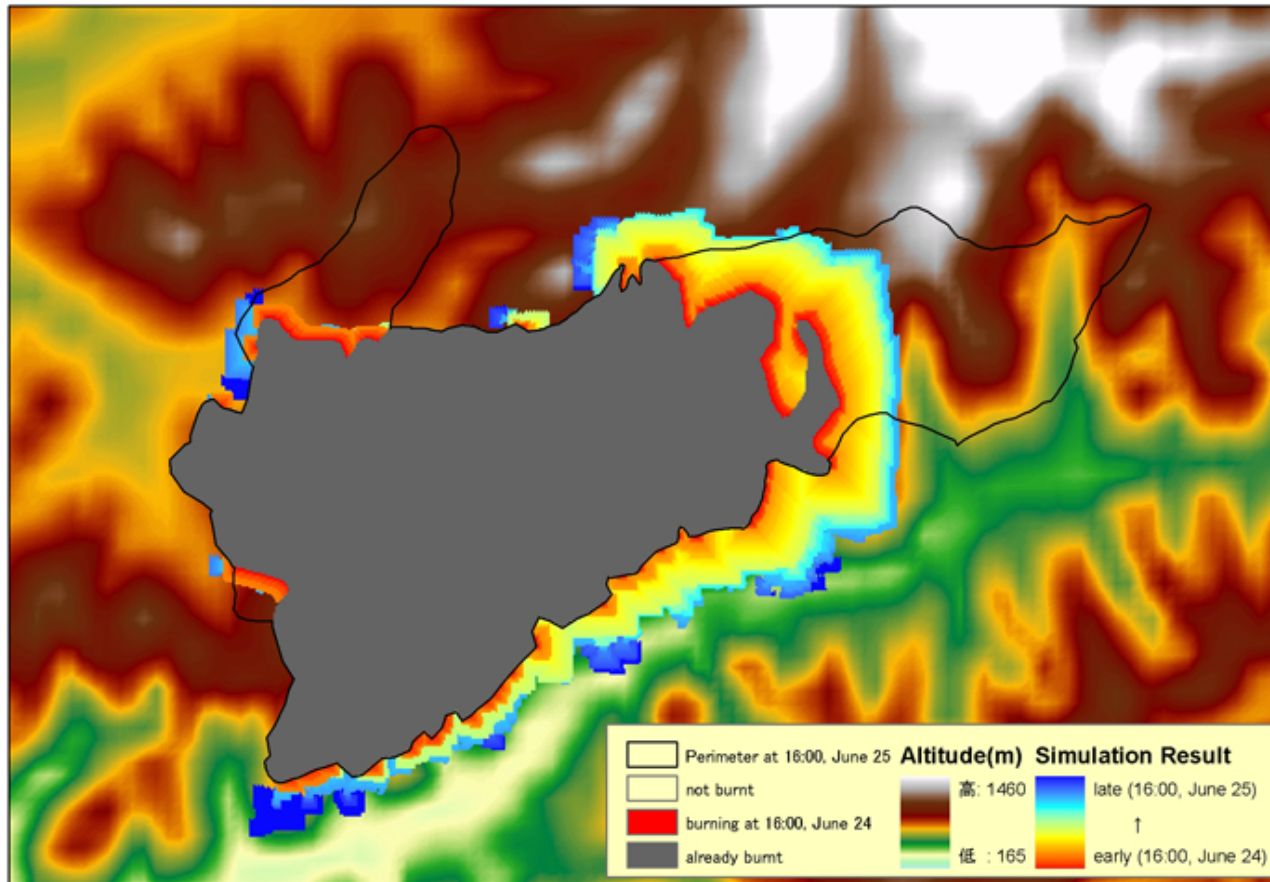 Perimeter at 16:00, June 25
not burnt
burning at 16:00, June 24
already burnt
Altitude(m)
高: 1460
低 : 165
Simulation Result
late (16:00, June 25)
↑
early (16:00, June 24)